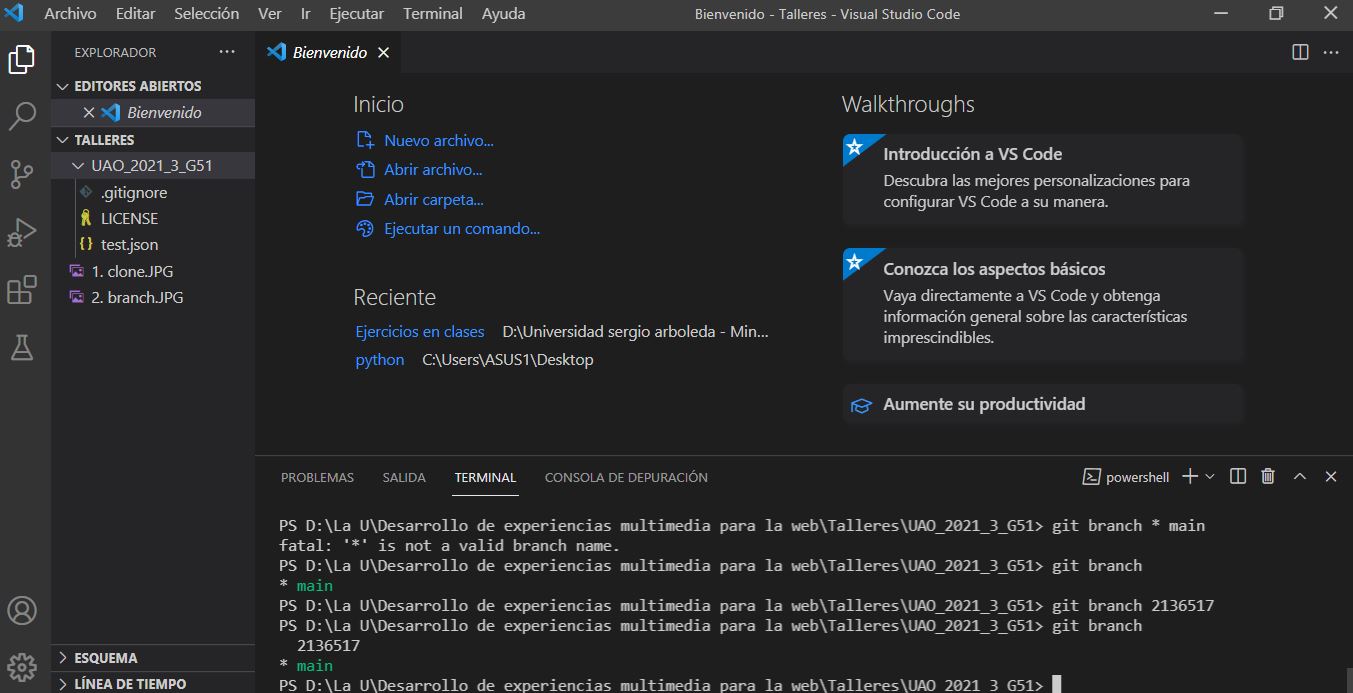 Archivo Editar Selección Ver Ir Ejecutar Terminal Ayuda Bienvenido - Talleres - Visual Studio Code
EXPLORADOR
Bienvenido
EDITORES ABIERTOS
Bienvenido
TALLERES
UAO_2021_3_G51
.gitignore
LICENSE
{} test.json
1. clone.JPG
2. branch.JPG
ESQUEMA
LÍNEA DE TIEMPO
Inicio
Nuevo archivo...
Abrir archivo...
Abrir carpeta...
Ejecutar un comando...
Reciente
Ejercicios en clases D:\Universidad sergio arboleda - Min...
python C:\Users\ASUS1\Desktop
Walkthroughs
Introducción a VS Code
Descubra las mejores personalizaciones para
configurar VS Code a su manera.
Conozca los aspectos básicos
Vaya directamente a VS Code y obtenga
información general sobre las características
imprescindibles.
Aumente su productividad
PROBLEMAS SALIDA TERMINAL CONSOLA DE DEPURACIÓN powershell
PS D:\La U\Desarrollo de experiencias multimedia para la web\Talleres\UAO_2021_3_G51> git branch * main
fatal: '*' is not a valid branch name.
PS D:\La U\Desarrollo de experiencias multimedia para la web\Talleres\UAO_2021_3_G51> git branch
* main
PS D:\La U\Desarrollo de experiencias multimedia para la web\Talleres\UAO_2021_3_G51> git branch 2136517
PS D:\La U\Desarrollo de experiencias multimedia para la web\Talleres\UAO_2021_3_G51> git branch
2136517
* main
PS D:\La U\Desarrollo de experiencias multimedia para la web\Talleres\UAO_2021_3_G51>